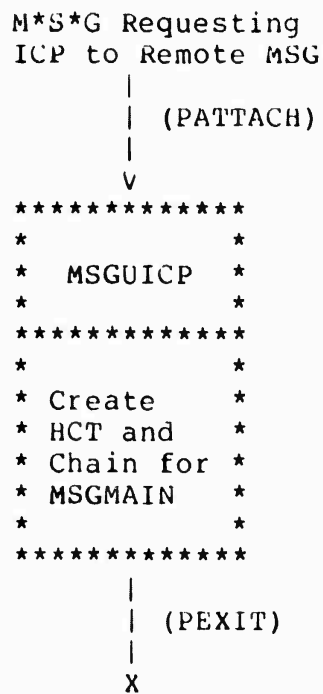 M*S*G Requesting
ICP to Remote MSG
|
| (PATTACH)
|
V
*************
*           *
*  MSGUICP  *
*           *
*************
*           *
* Create    *
* HCT and   *
* Chain for *
* MSGMAIN   *
*           *
*************
|
| (PEXIT)
|
X